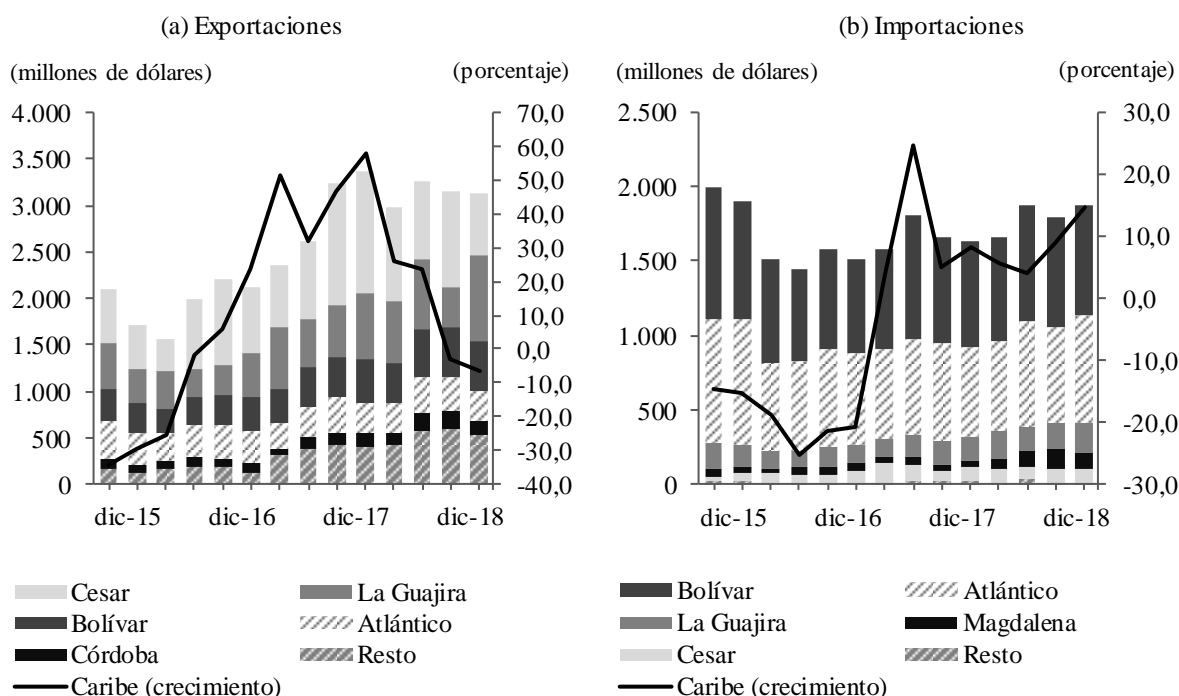 (a) Exportaciones
(millones de dólares) (porcentaje)
4.000
3.500
3.000
2.500
2.000
1.500
1.000
500
0
70,0
60,0
50,0
40,0
30,0
20,0
10,0
0,0
-10,0
-20,0
-30,0
-40,0
dic-15 dic-16 dic-17 dic-18
Cesar La Guajira
Bolívar Atlántico
Córdoba Resto
Caribe (crecimiento)
(b) Importaciones
(millones de dólares) (porcentaje)
2.500
2.000
1.500
1.000
500
0
30,0
20,0
10,0
0,0
-10,0
-20,0
-30,0
dic-15 dic-16 dic-17 dic-18
Bolívar Atlántico
La Guajira Magdalena
Cesar Resto
Caribe (crecimiento)